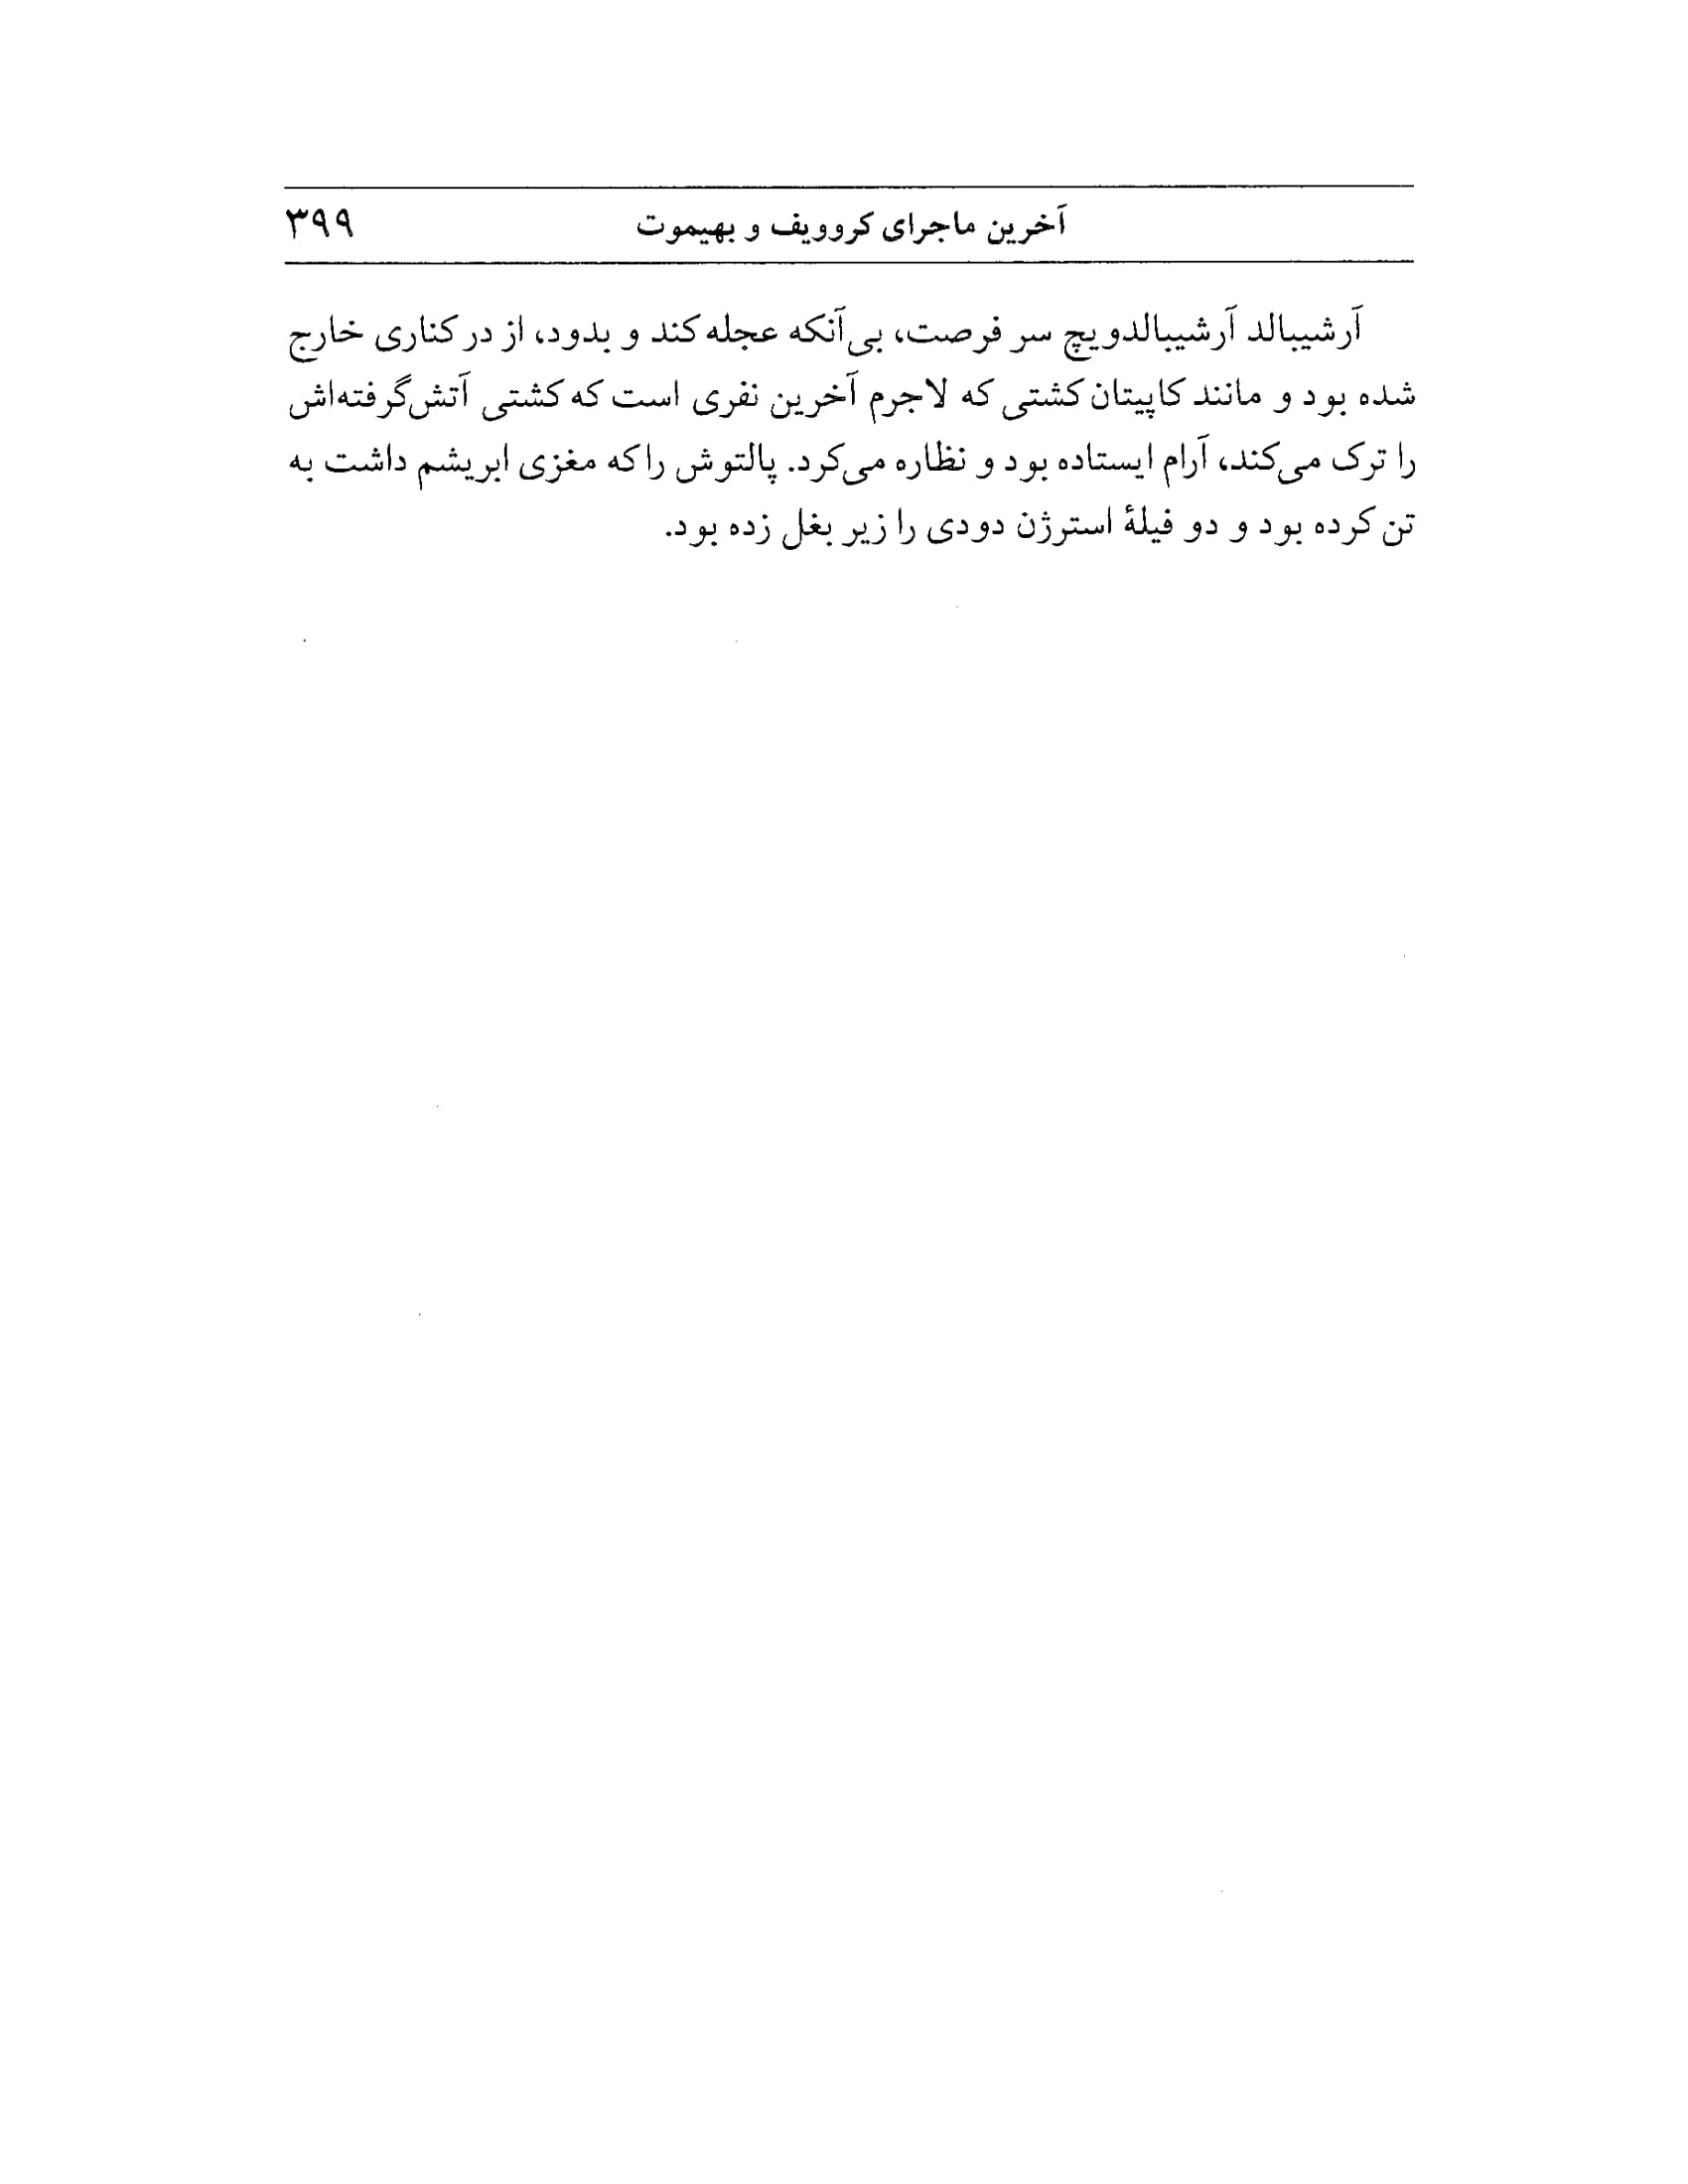 آخرین ماجرای کروویف و بهیموت ۳۹۹
آرشیبالد آرشیبالدویچ سر فرصت، بی‌آنکه عجله کند و بدود، از در کناری خارج
شده بود و مانند کاپیتان کشتی که لاجرم آخرین نفری است که کشتی آتش‌گرفته‌اش
را ترک می‌کند، آرام ایستاده بود و نظاره می‌کرد. پالتوش را که مغزی ابریشم داشت به
تن کرده بود و دو فیلهٔ استرژن دودی را زیر بغل زده بود.